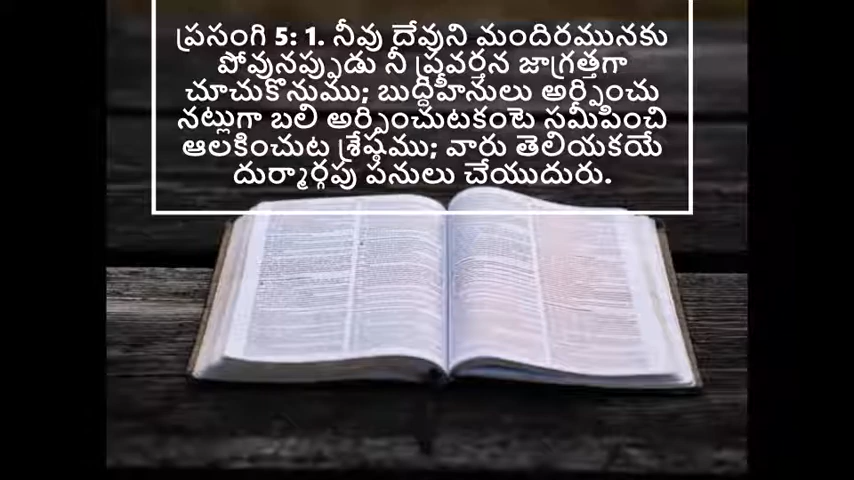 ప్రసంగి 5: 1. నీవు దేవుని మందిరమునకు
పోవునప్పుడు నీ ప్రవర్తన జాగ్రత్తగా
చూచుకొనుము; బుద్ధిహీనులు అర్పించు
నట్లుగా బలి అర్పించుటకంటె సమీపించి
ఆలకించుట శ్రేష్ఠము; వారు తెలియకయే
దుర్మార్గపు పనులు చేయుదురు.